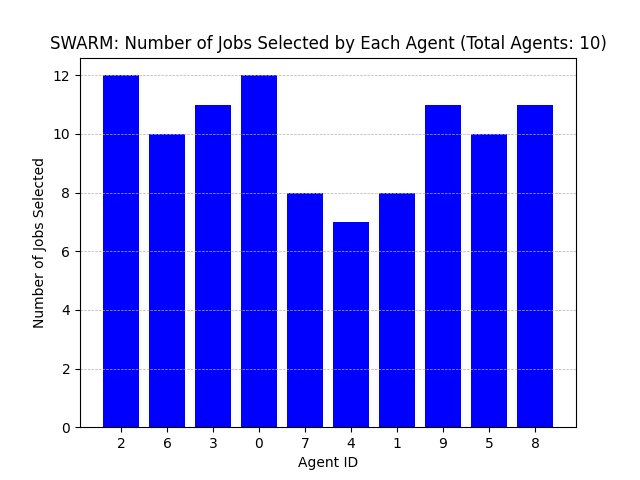 SWARM: Number of Jobs Selected by Each Agent (Total Agents: 10)
Number of Jobs Selected
12
10
8
6
4
2
0
2 6 3 0 7 4 1 9 5 8
Agent ID